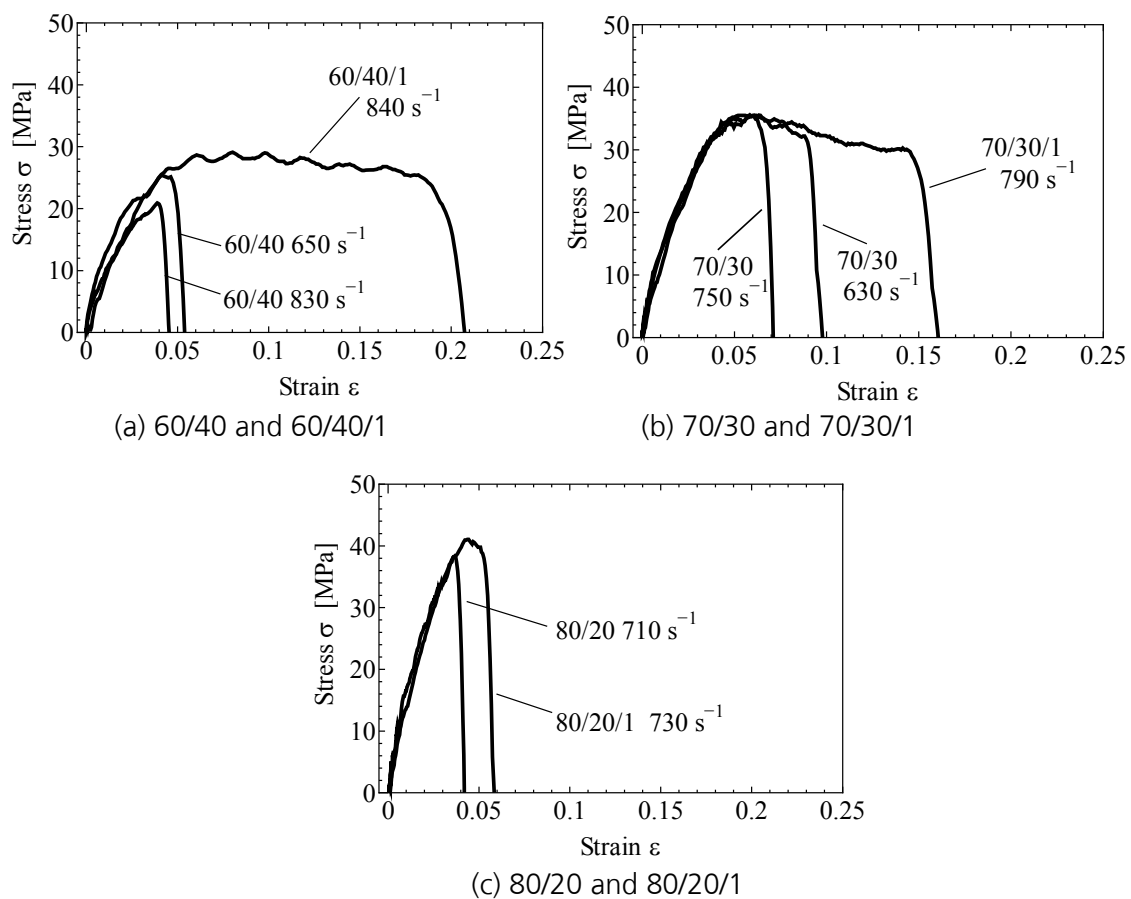 50
40
30
20
10
0
Stress σ [MPa]
60/40/1
840 s⁻¹
60/40 650 s⁻¹
60/40 830 s⁻¹
0 0.05 0.1 0.15 0.2 0.25
Strain ε
(a) 60/40 and 60/40/1
50
40
30
20
10
0
Stress σ [MPa]
70/30/1
790 s⁻¹
70/30
750 s⁻¹
70/30
630 s⁻¹
0 0.05 0.1 0.15 0.2 0.25
Strain ε
(b) 70/30 and 70/30/1
50
40
30
20
10
0
Stress σ [MPa]
80/20 710 s⁻¹
80/20/1 730 s⁻¹
0 0.05 0.1 0.15 0.2 0.25
Strain ε
(c) 80/20 and 80/20/1